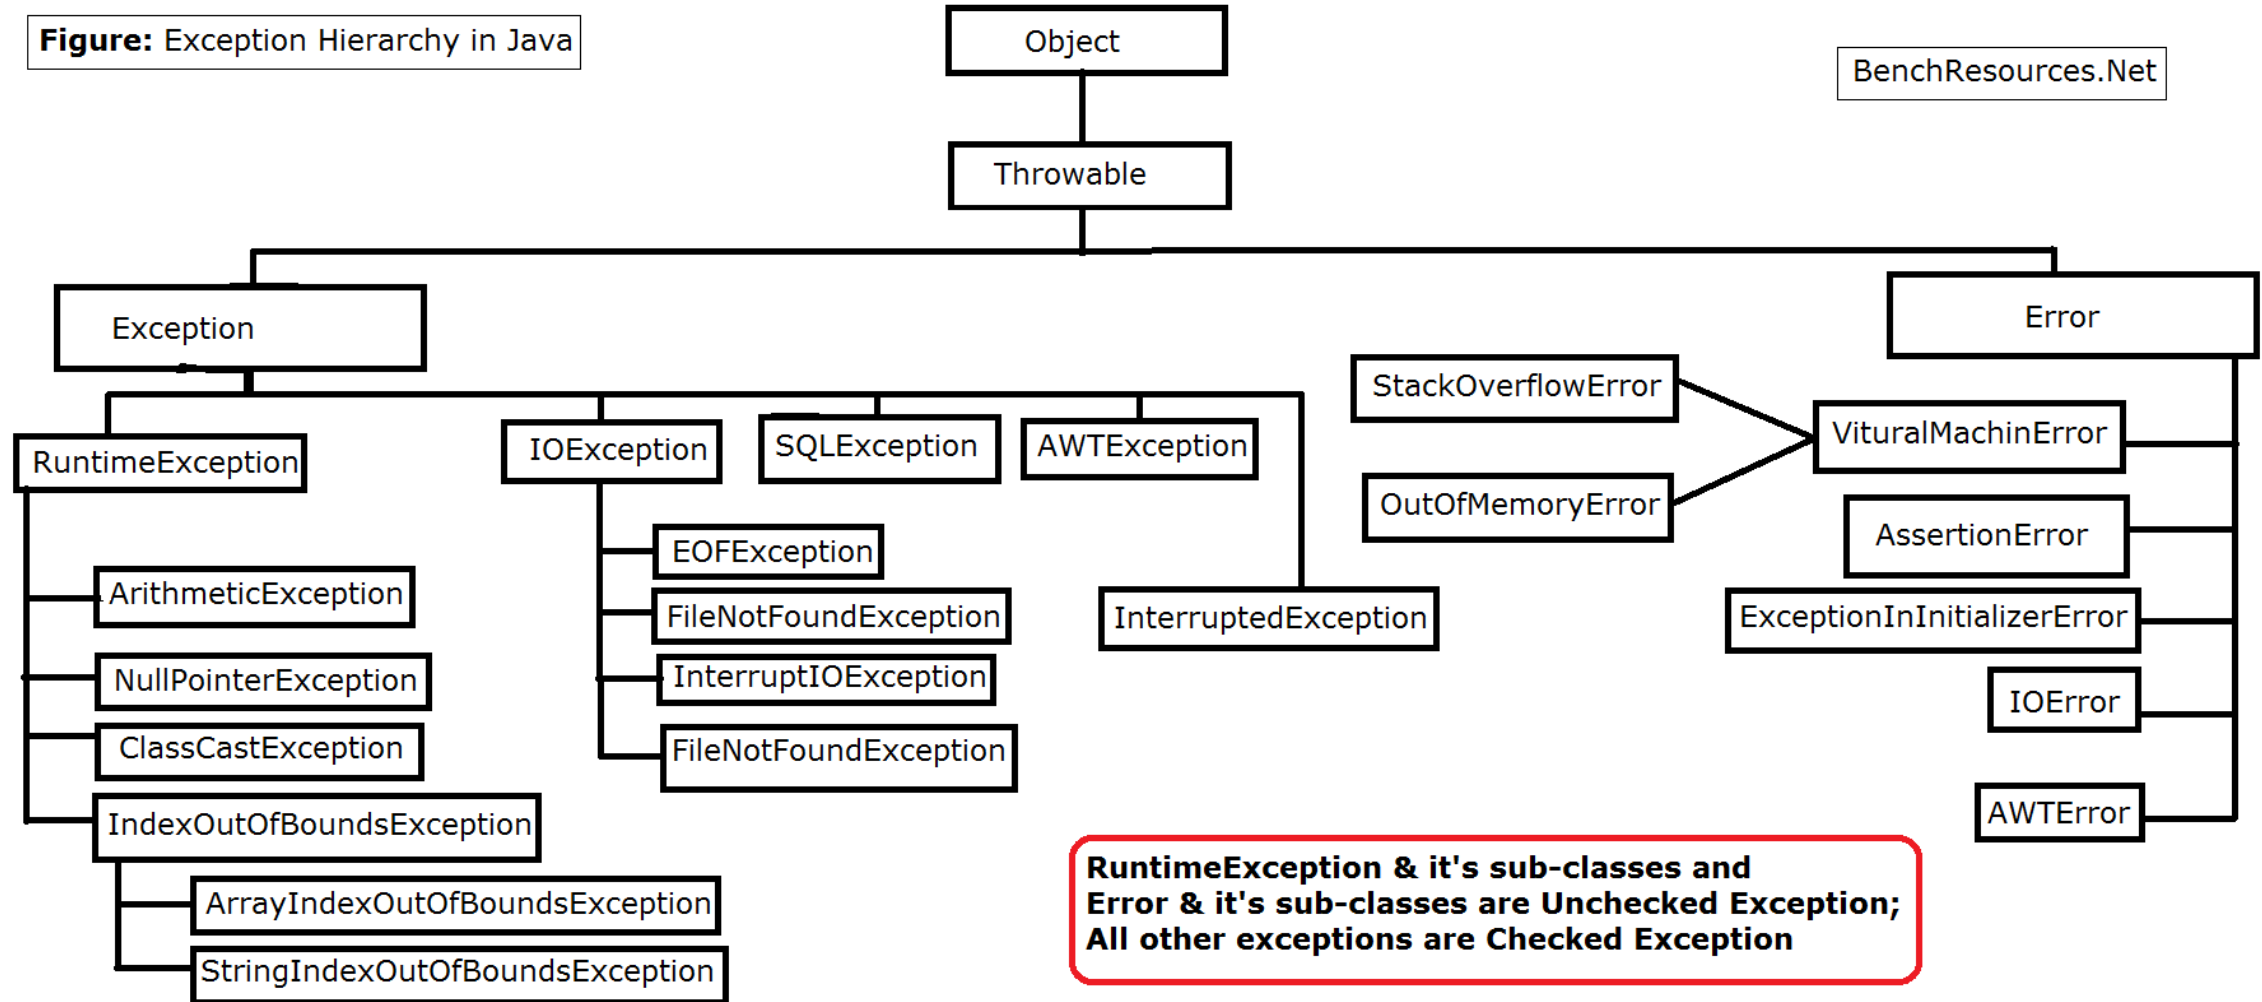 Figure: Exception Hierarchy in Java
Object
BenchResources.Net
Throwable
Exception
Error
StackOverflowError
VituralMachinError
OutOfMemoryError
RuntimeException
IOException
SQLException
AWTException
AssertionError
EOFException
ArithmeticException
FileNotFoundException
InterruptedException
ExceptionInInitializerError
NullPointerException
InterruptIOException
IOError
ClassCastException
FileNotFoundException
IndexOutOfBoundsException
AWTError
ArrayIndexOutOfBoundsException
StringIndexOutOfBoundsException
RuntimeException & it's sub-classes and
Error & it's sub-classes are Unchecked Exception;
All other exceptions are Checked Exception